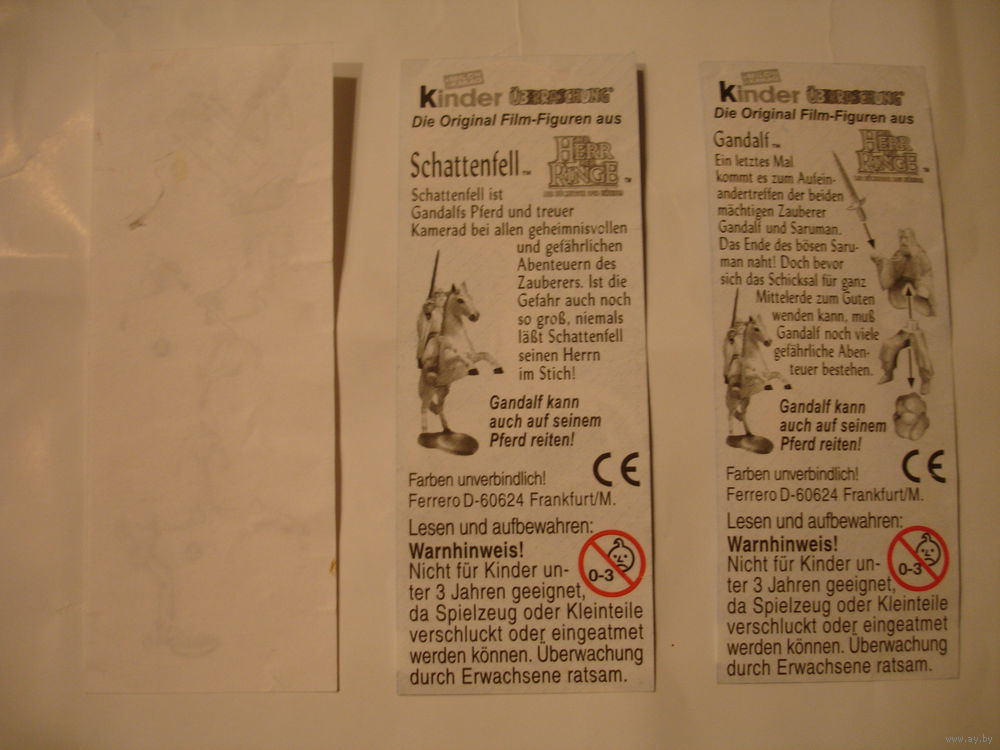 Kinder ÜBERRASCHUNG
Die Original Film-Figuren aus
Schattenfell™
HERR
RINGE
™
Schattenfell ist
Gandalfs Pferd und treuer
Kamerad bei allen geheimnisvollen
und gefährlichen
Abenteuern des
Zauberers. Ist die
Gefahr auch noch
so groß, niemals
läßt Schattenfell
seinen Herrn
im Stich!
Gandalf kann
auch auf seinem
Pferd reiten!
CE
Farben unverbindlich!
Ferrero D-60624 Frankfurt/M.
Lesen und aufbewahren:
Warnhinweis!
Nicht für Kinder un-
ter 3 Jahren geeignet,
da Spielzeug oder Kleinteile
verschluckt oder eingeatmet
werden können. Überwachung
durch Erwachsene ratsam.
0-3
Kinder ÜBERRASCHUNG
Die Original Film-Figuren aus
Gandalf™
HERR
RINGE
™
Ein letztes Mal
kommt es zum Aufein-
andertreffen der beiden
mächtigen Zauberer
Gandalf und Saruman.
Das Ende des bösen Saru-
man naht! Doch bevor
sich das Schicksal für ganz
Mittelerde zum Guten
wenden kann, muß
Gandalf noch viele
gefährliche Aben-
teuer bestehen.
Gandalf kann
auch auf seinem
Pferd reiten!
CE
Farben unverbindlich!
Ferrero D-60624 Frankfurt/M.
Lesen und aufbewahren:
Warnhinweis!
Nicht für Kinder un-
ter 3 Jahren geeignet,
da Spielzeug oder Kleinteile
verschluckt oder eingeatmet
werden können. Überwachung
durch Erwachsene ratsam.
0-3
www.ay.by